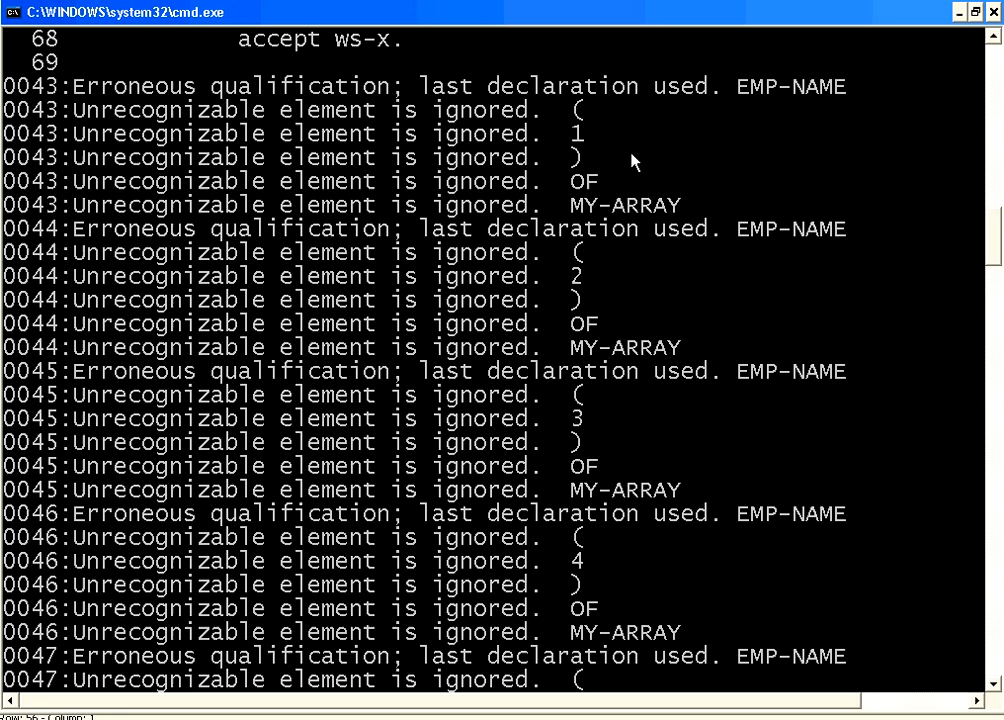 C:\WINDOWS\system32\cmd.exe
68 accept ws-x.
69
0043:Erroneous qualification; last declaration used. EMP-NAME
0043:Unrecognizable element is ignored. (
0043:Unrecognizable element is ignored. 1
0043:Unrecognizable element is ignored. )
0043:Unrecognizable element is ignored. OF
0043:Unrecognizable element is ignored. MY-ARRAY
0044:Erroneous qualification; last declaration used. EMP-NAME
0044:Unrecognizable element is ignored. (
0044:Unrecognizable element is ignored. 2
0044:Unrecognizable element is ignored. )
0044:Unrecognizable element is ignored. OF
0044:Unrecognizable element is ignored. MY-ARRAY
0045:Erroneous qualification; last declaration used. EMP-NAME
0045:Unrecognizable element is ignored. (
0045:Unrecognizable element is ignored. 3
0045:Unrecognizable element is ignored. )
0045:Unrecognizable element is ignored. OF
0045:Unrecognizable element is ignored. MY-ARRAY
0046:Erroneous qualification; last declaration used. EMP-NAME
0046:Unrecognizable element is ignored. (
0046:Unrecognizable element is ignored. 4
0046:Unrecognizable element is ignored. )
0046:Unrecognizable element is ignored. OF
0046:Unrecognizable element is ignored. MY-ARRAY
0047:Erroneous qualification; last declaration used. EMP-NAME
0047:Unrecognizable element is ignored. (
Row: 56 - Column: 1